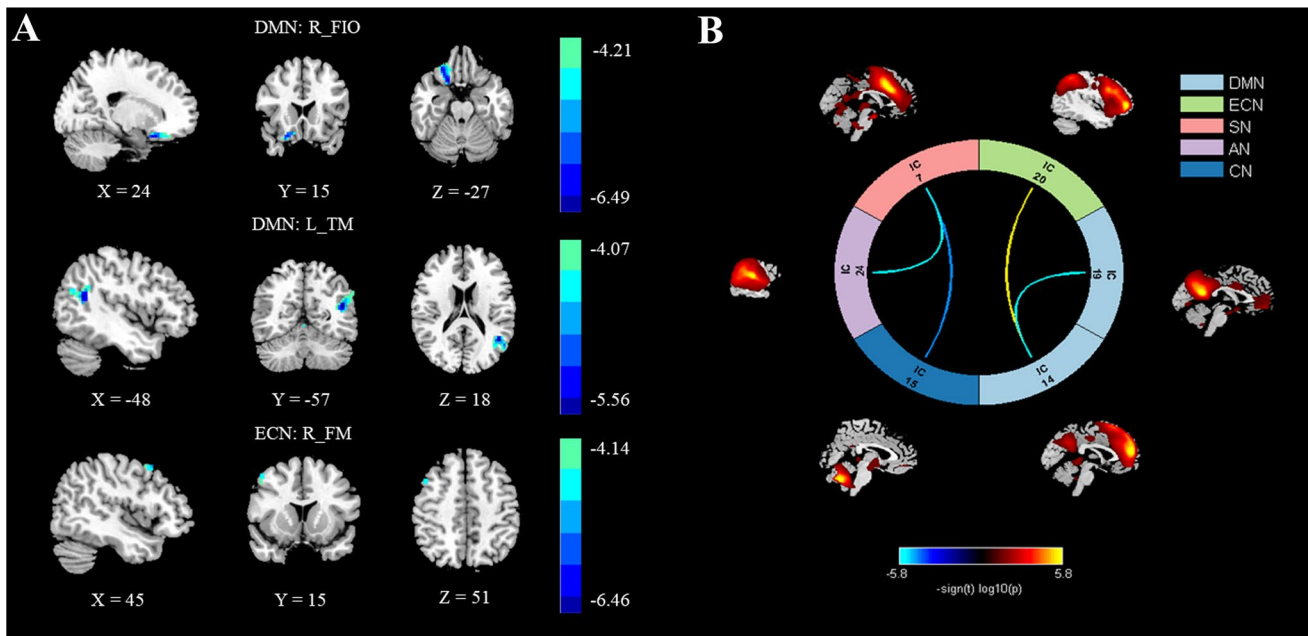 A
DMN: R_FIO
-4.21
-6.49
X = 24
Y = 15
Z = -27
DMN: L_TM
-4.07
-5.56
X = -48
Y = -57
Z = 18
ECN: R_FM
-4.14
-6.46
X = 45
Y = 15
Z = 51
B
DMN
ECN
SN
AN
CN
IC
7
IC
20
IC
24
IC
19
IC
15
IC
14
-5.8
5.8
-sign(t) log10(p)